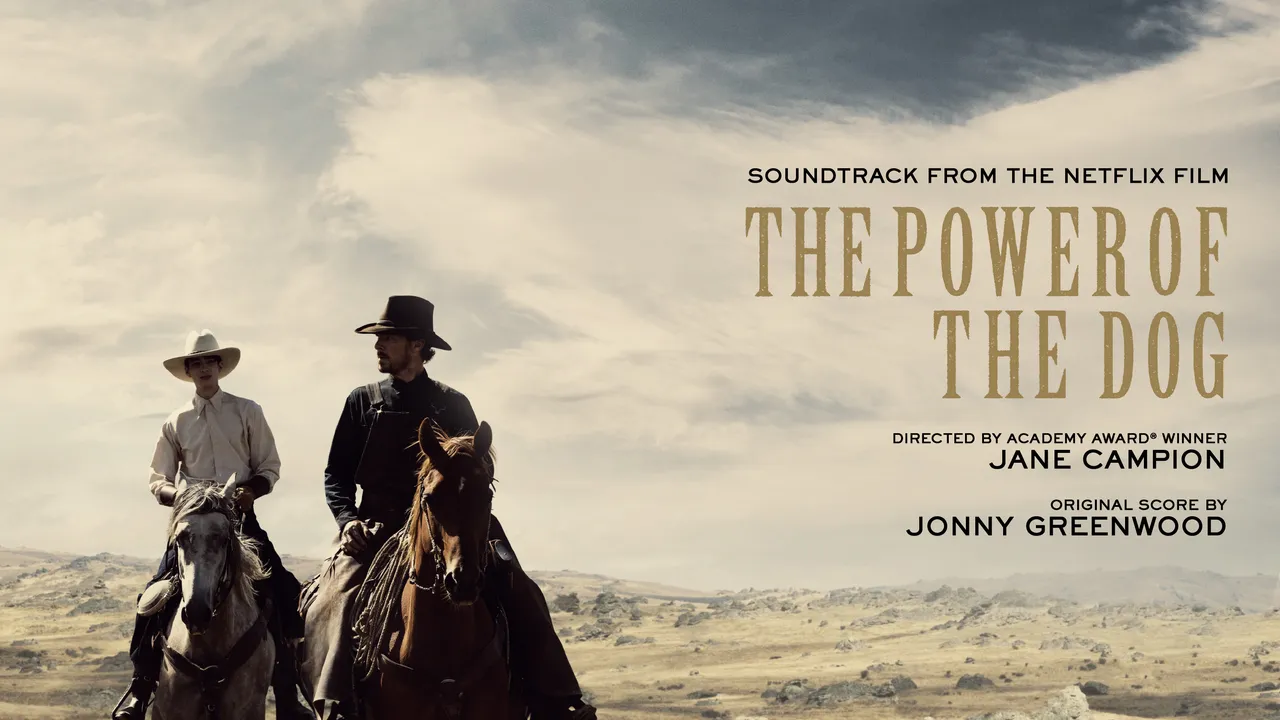 SOUNDTRACK FROM THE NETFLIX FILM
THE POWER OF
THE DOG
DIRECTED BY ACADEMY AWARD® WINNER
JANE CAMPION
ORIGINAL SCORE BY
JONNY GREENWOOD